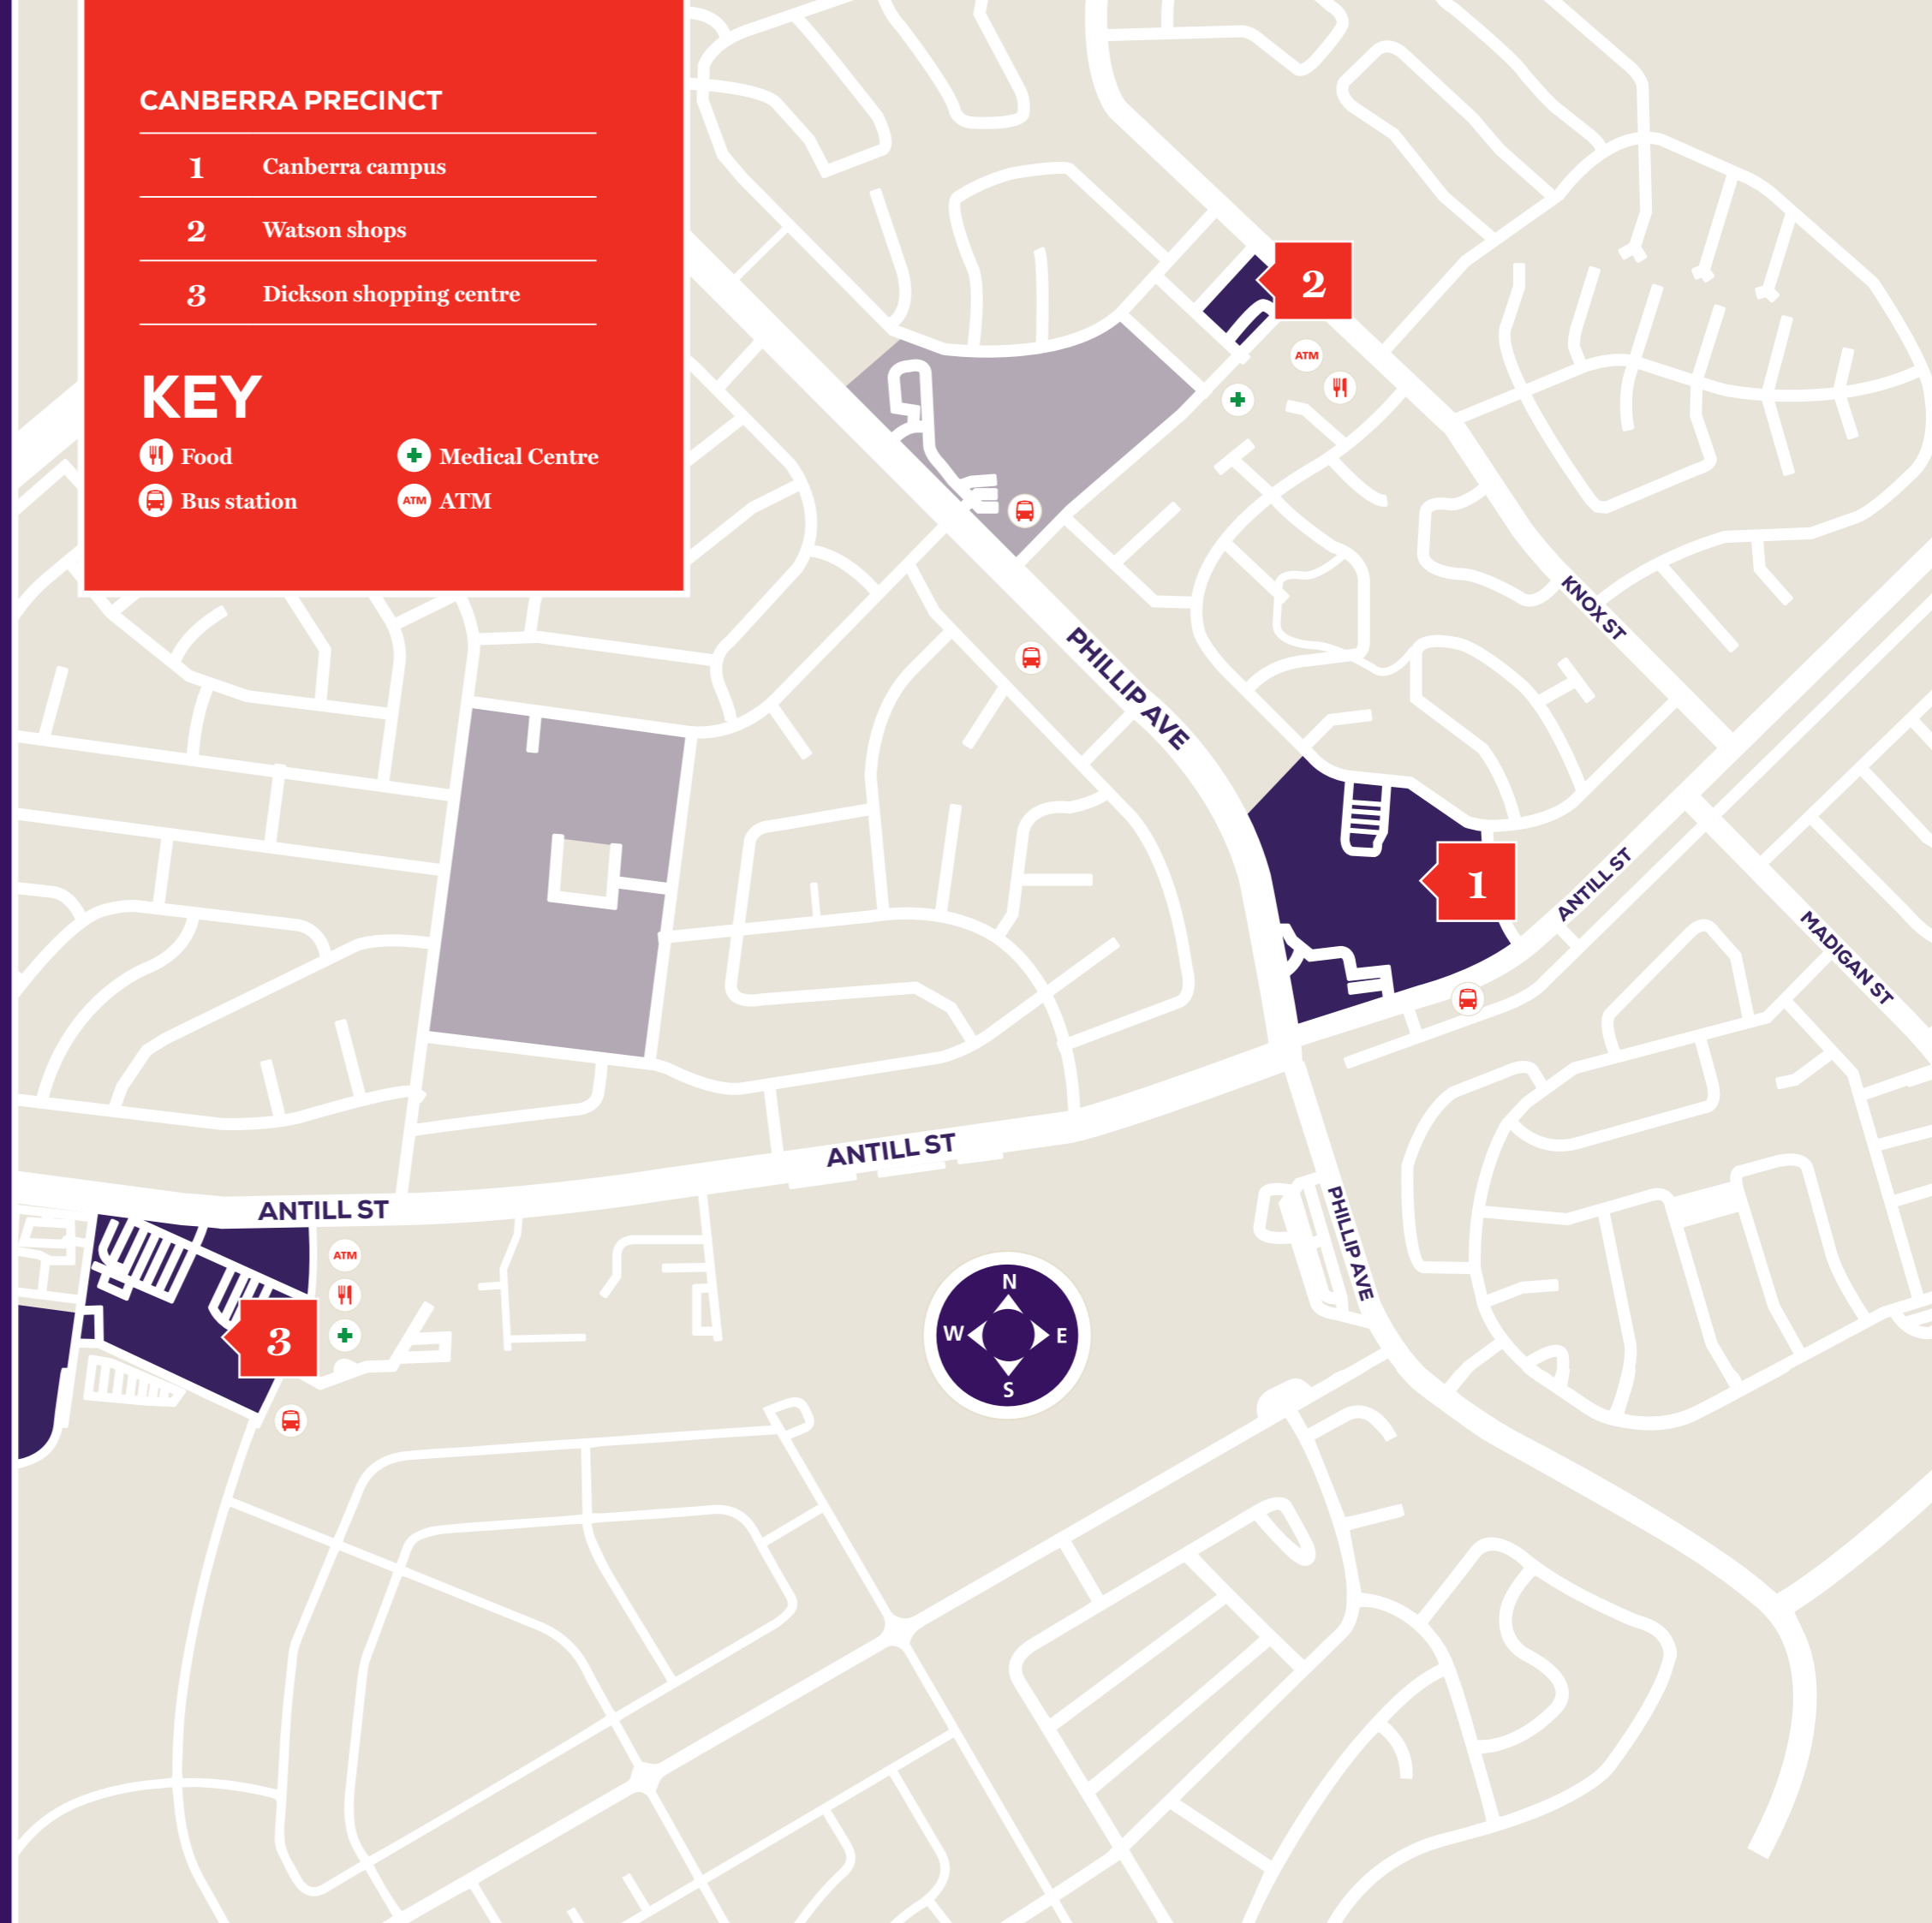 CANBERRA PRECINCT
1 Canberra campus
2 Watson shops
3 Dickson shopping centre
KEY
Food
Medical Centre
Bus station
ATM ATM
2
ATM
KNOX ST
PHILLIP AVE
1
ANTILL ST
MADIGAN ST
ANTILL ST
ANTILL ST
PHILLIP AVE
ATM
3
N
W E
S